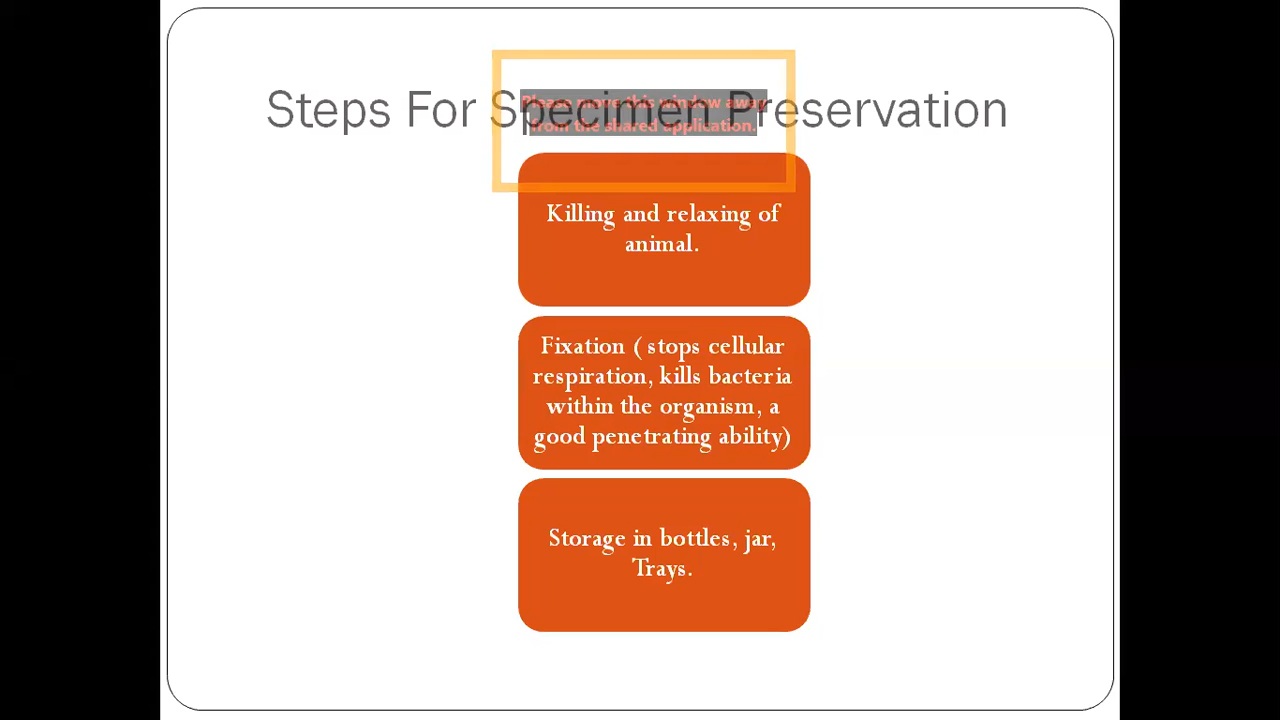 Steps For Specimen Preservation
Please move this window away
from the shared application.
Killing and relaxing of
animal.
Fixation ( stops cellular
respiration, kills bacteria
within the organism, a
good penetrating ability)
Storage in bottles, jar,
Trays.